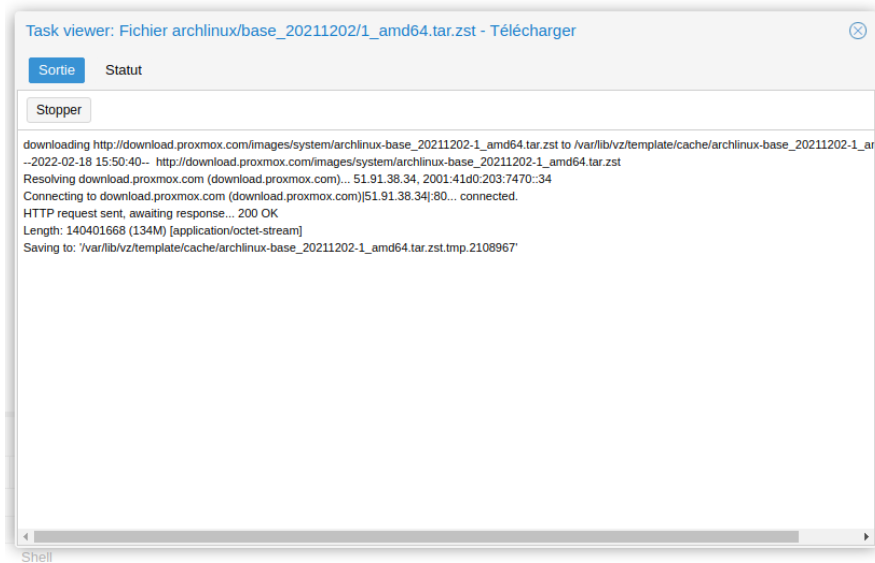 Task viewer: Fichier archlinux/base_20211202/1_amd64.tar.zst - Télécharger
Sortie Statut
Stopper
downloading http://download.proxmox.com/images/system/archlinux-base_20211202-1_amd64.tar.zst to /var/lib/vz/template/cache/archlinux-base_20211202-1_ar
--2022-02-18 15:50:40-- http://download.proxmox.com/images/system/archlinux-base_20211202-1_amd64.tar.zst
Resolving download.proxmox.com (download.proxmox.com)... 51.91.38.34, 2001:41d0:203:7470::34
Connecting to download.proxmox.com (download.proxmox.com)|51.91.38.34|:80... connected.
HTTP request sent, awaiting response... 200 OK
Length: 140401668 (134M) [application/octet-stream]
Saving to: '/var/lib/vz/template/cache/archlinux-base_20211202-1_amd64.tar.zst.tmp.2108967'
Shell